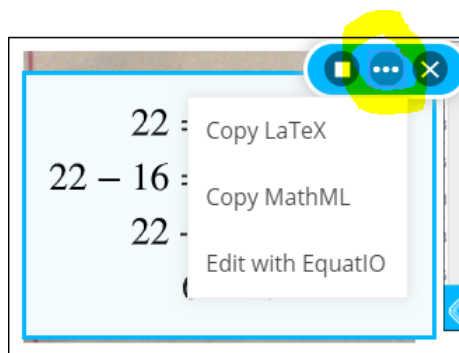 22 =
22 − 16 =
22 -
Copy LaTeX
Copy MathML
Edit with EquatIO